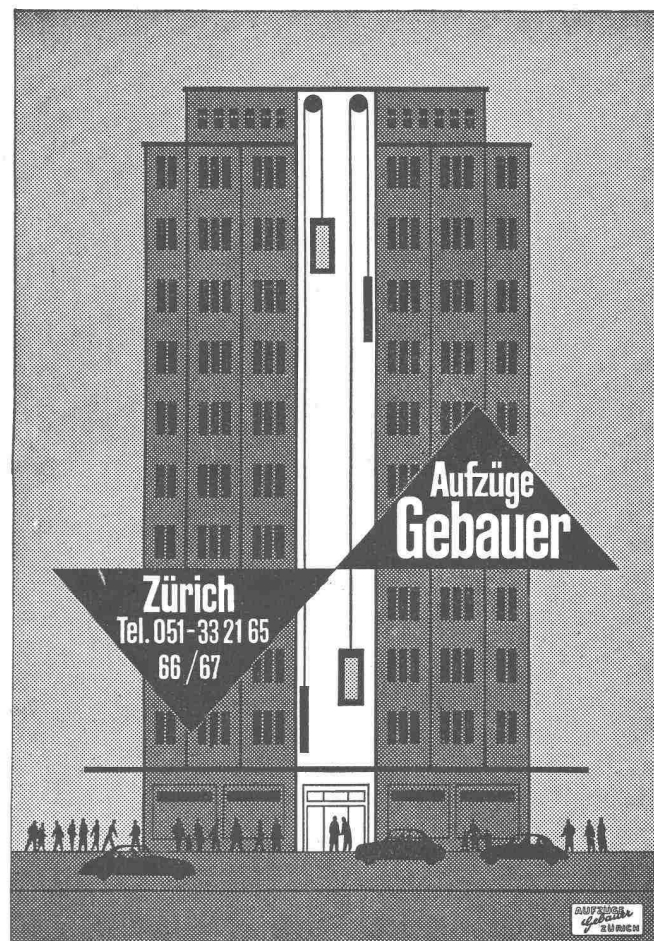 Aufzüge
Gebauer
Zürich
Tel. 051-33 21 65
66/67
AUFZÜGE
Gebauer
ZÜRICH